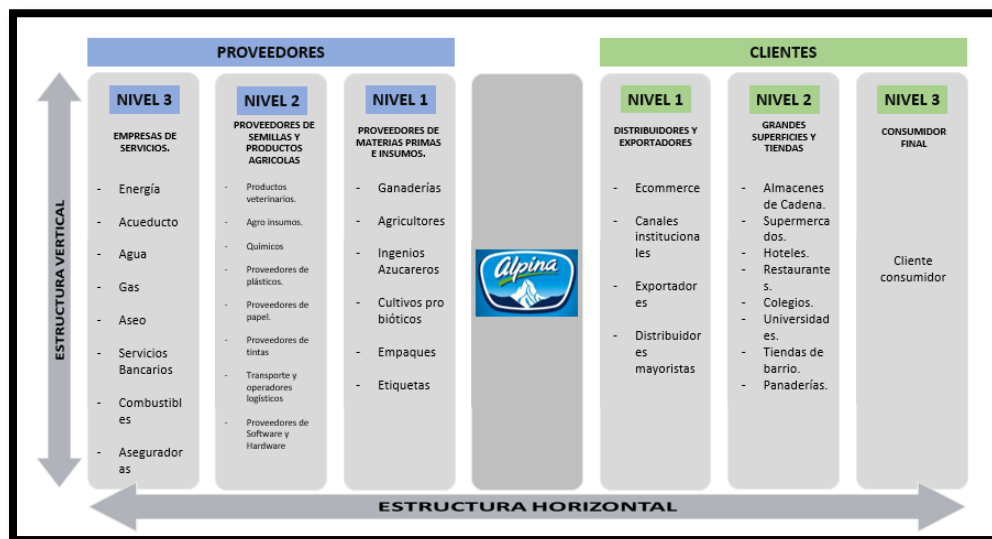 PROVEEDORES
CLIENTES
ESTRUCTURA VERTICAL
NIVEL 3
EMPRESAS DE
SERVICIOS.
- Energía
- Acueducto
- Agua
- Gas
- Aseo
- Servicios
Bancarios
- Combustibl
es
- Asegurador
as
NIVEL 2
PROVEEDORES DE
SEMILLAS Y
PRODUCTOS
AGRICOLAS
- Productos
veterinarios.
- Agro insumos.
- Químicos
- Proveedores de
plásticos.
- Proveedores de
papel.
- Proveedores de
tintas
- Transporte y
operadores
logísticos
- Proveedores de
Software y
Hardware
NIVEL 1
PROVEEDORES DE
MATERIAS PRIMAS
E INSUMOS.
- Ganaderías
- Agricultores
- Ingenios
Azucareros
- Cultivos pro
bióticos
- Empaques
- Etiquetas
Alpina
NIVEL 1
DISTRIBUIDORES Y
EXPORTADORES
- Ecommerce
- Canales
instituciona
les
- Exportador
es
- Distribuidor
es
mayoristas
NIVEL 2
GRANDES
SUPERFICIES Y
TIENDAS
- Almacenes
de Cadena.
- Supermerca
dos.
- Hoteles.
- Restaurante
s.
- Colegios.
- Universidad
es.
- Tiendas de
barrio.
- Panaderías.
NIVEL 3
CONSUMIDOR
FINAL
Cliente
consumidor
ESTRUCTURA HORIZONTAL